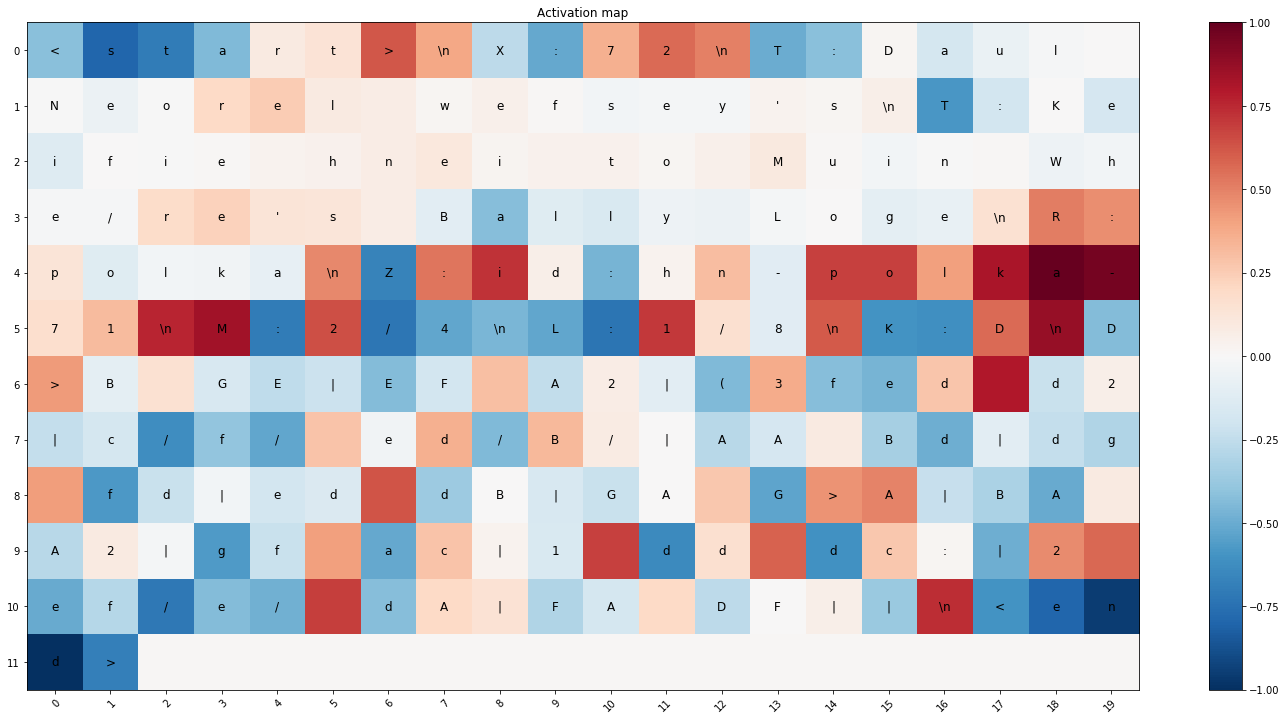 Activation map
0 < s t a r t > \n X : 7 2 \n T : D a u l
1 N e o r e l w e f s e y ' s \n T : K e
2 i f i e h n e i t o M u i n W h
3 e / r e ' s B a l l y L o g e \n R :
4 p o l k a \n Z : i d : h n - p o l k a -
5 7 1 \n M : 2 / 4 \n L : 1 / 8 \n K : D \n D
6 > B G E | E F A 2 | ( 3 f e d d 2
7 | c / f / e d / B / | A A B d | d g
8 f d | e d d B | G A G > A | B A
9 A 2 | g f a c | 1 d d d c : | 2
10 e f / e / d A | F A D F | | \n < e n
11 d >
0 1 2 3 4 5 6 7 8 9 10 11 12 13 14 15 16 17 18 19
1.00
0.75
0.50
0.25
0.00
−0.25
−0.50
−0.75
−1.00